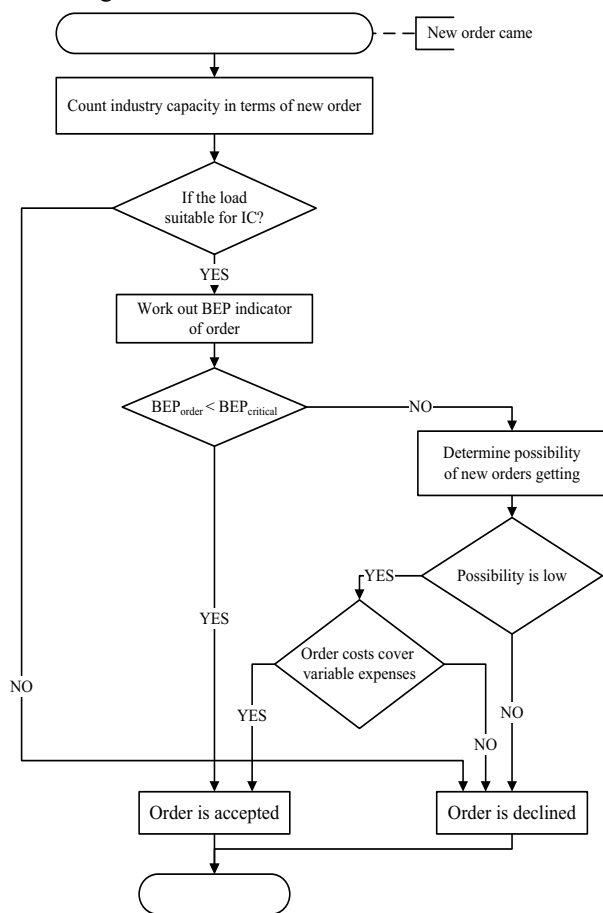 New order came
Count industry capacity in terms of new order
If the load
suitable for IC?
YES
Work out BEP indicator
of order
BEPorder < BEPcritical
NO
Determine possibility
of new orders getting
Possibility is low
YES
Order costs cover
variable expenses
YES
NO
YES
NO
NO
Order is accepted
Order is declined